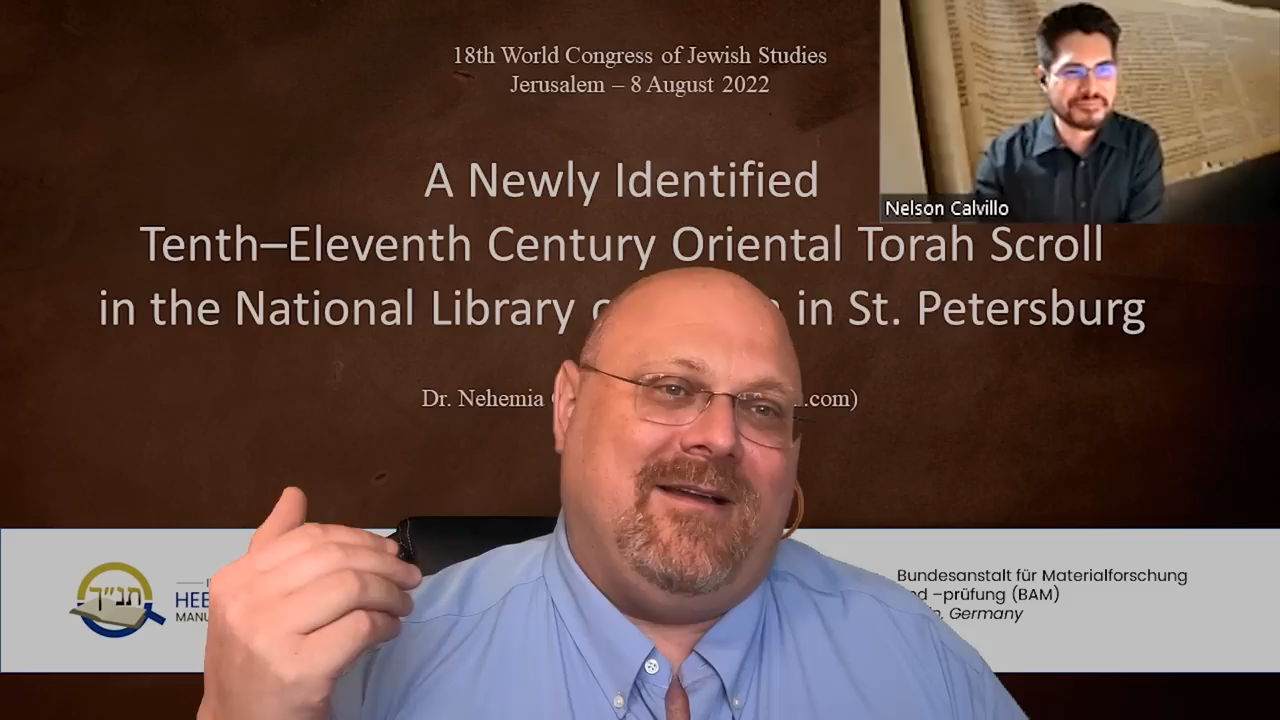 18th World Congress of Jewish Studies
Jerusalem – 8 August 2022
A Newly Identified
Tenth–Eleventh Century Oriental Torah Scroll
in the National Library in St. Petersburg
Dr. Nehemia .com)
Nelson Calvillo
תנ״ך
Bundesanstalt für Materialforschung
–prüfung (BAM)
Germany